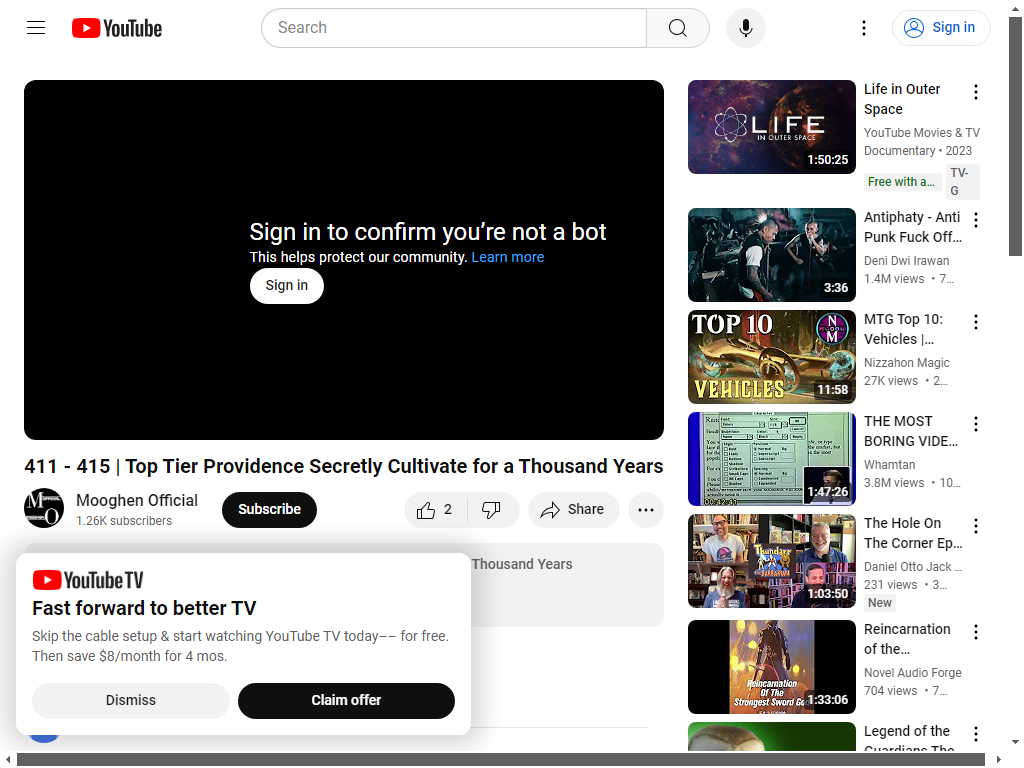 YouTube
Search
Sign in
Sign in to confirm you’re not a bot
This helps protect our community. Learn more
Sign in
411 - 415 | Top Tier Providence Secretly Cultivate for a Thousand Years
Mooghen Official
1.26K subscribers
Subscribe
2
Share
Thousand Years
YouTube TV
Fast forward to better TV
Skip the cable setup & start watching YouTube TV today–– for free.
Then save $8/month for 4 mos.
Dismiss
Claim offer
LIFE
IN OUTER SPACE
1:50:25
Life in Outer
Space
YouTube Movies & TV
Documentary • 2023
Free with a...
TV-
G
3:36
Antiphaty - Anti
Punk Fuck Off...
Deni Dwi Irawan
1.4M views • 7...
TOP 10
VEHICLES
N
M
11:58
MTG Top 10:
Vehicles |...
Nizzahon Magic
27K views • 2...
1:47:26
THE MOST
BORING VIDE...
Whamtan
3.8M views • 10...
Thundarr
1:03:50
The Hole On
The Corner Ep...
Daniel Otto Jack ...
231 views • 3...
New
Reincarnation
Of The
Strongest Sword God
1:33:06
Reincarnation
of the...
Novel Audio Forge
704 views • 7...
Legend of the
Guardians The